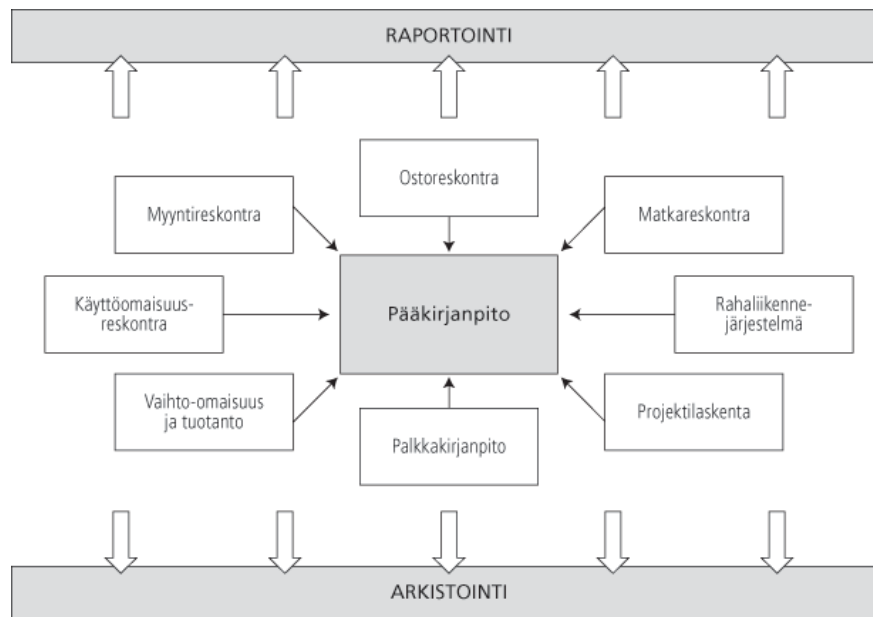 RAPORTOINTI
Ostoreskontra
Myyntireskontra
Matkareskontra
Käyttöomaisuus-
reskontra
Pääkirjanpito
Rahaliikenne-
järjestelmä
Vaihto-omaisuus
ja tuotanto
Palkkakirjanpito
Projektilaskenta
ARKISTOINTI